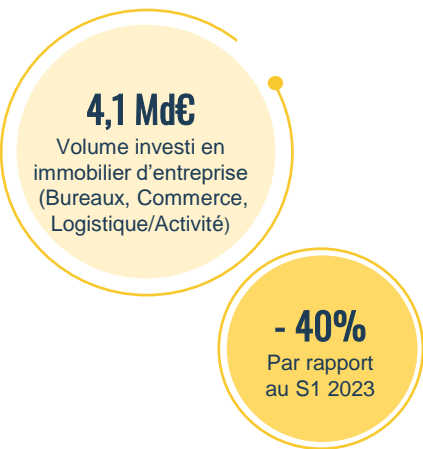 4,1 Md€
Volume investi en
immobilier d’entreprise
(Bureaux, Commerce,
Logistique/Activité)
- 40%
Par rapport
au S1 2023